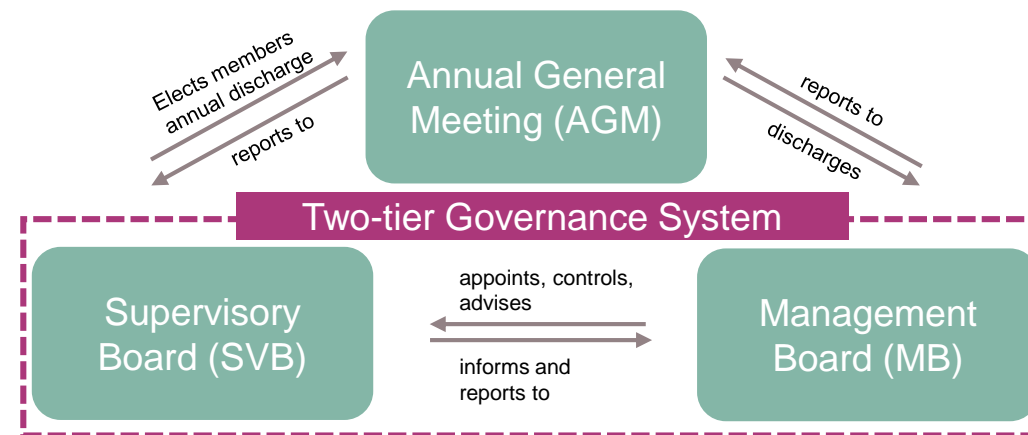 Annual General
Meeting (AGM)
Elects members
annual discharge
reports to
reports to
discharges
Two-tier Governance System
Supervisory
Board (SVB)
appoints, controls,
advises
informs and
reports to
Management
Board (MB)